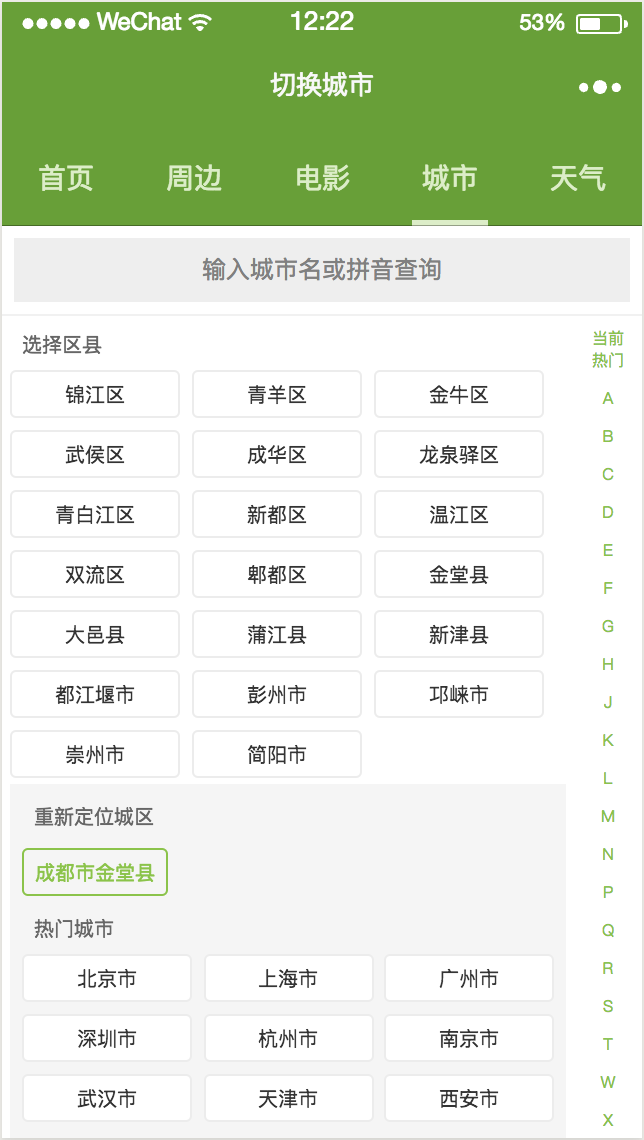 WeChat 12:22 53%
切换城市
首页 周边 电影 城市 天气
输入城市名或拼音查询
选择区县
锦江区 青羊区 金牛区
武侯区 成华区 龙泉驿区
青白江区 新都区 温江区
双流区 郫都区 金堂县
大邑县 蒲江县 新津县
都江堰市 彭州市 邛崃市
崇州市 简阳市
重新定位城区
成都市金堂县
热门城市
北京市 上海市 广州市
深圳市 杭州市 南京市
武汉市 天津市 西安市
当前
热门
A
B
C
D
E
F
G
H
J
K
L
M
N
P
Q
R
S
T
W
X